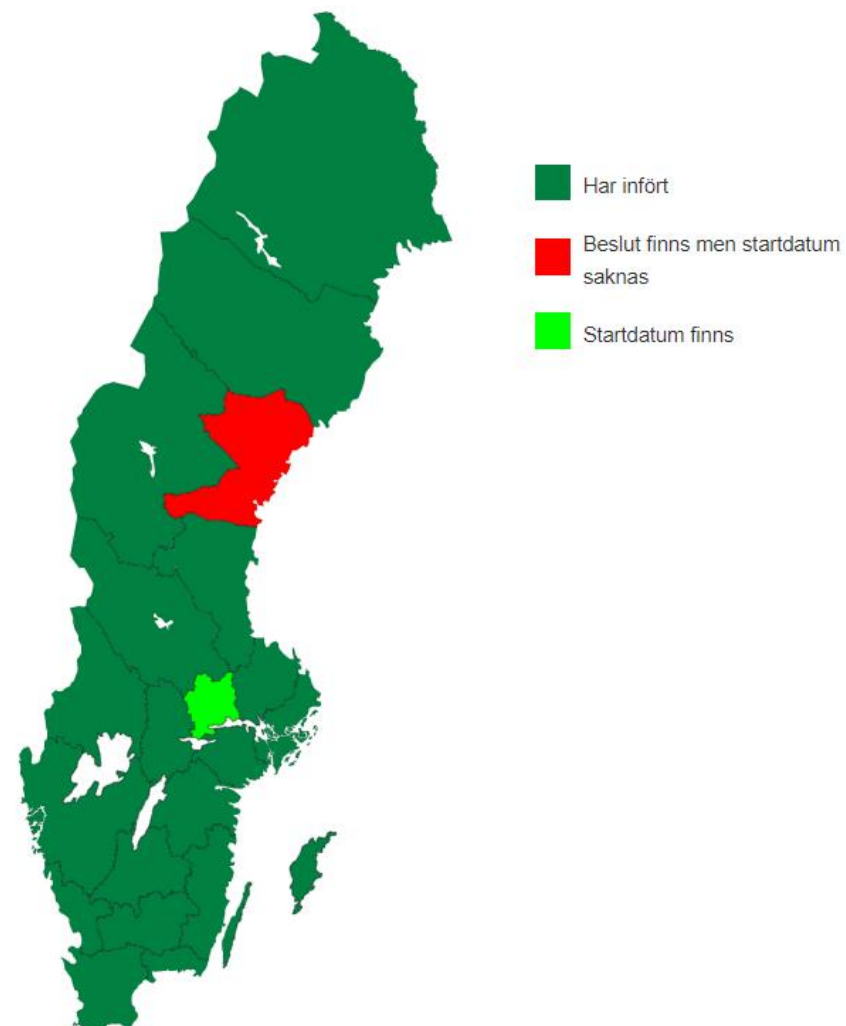 Har infört
Beslut finns men startdatum
saknas
Startdatum finns